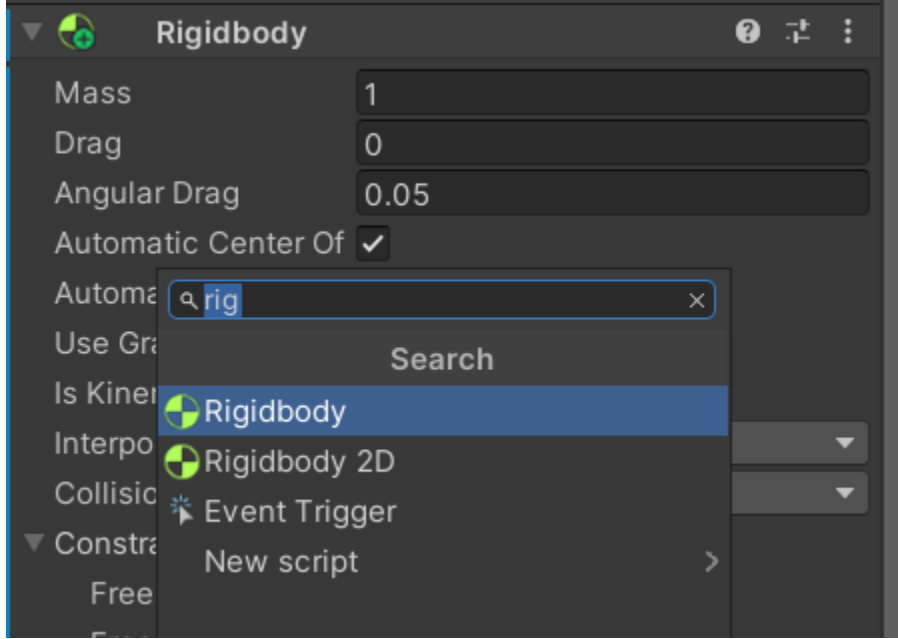 Rigidbody
Mass 1
Drag 0
Angular Drag 0.05
Automatic Center Of
Automa
rig
Use Gra
Search
Is Kiner
Rigidbody
Interpo
Rigidbody 2D
Collisio
Event Trigger
Constra
New script
Free